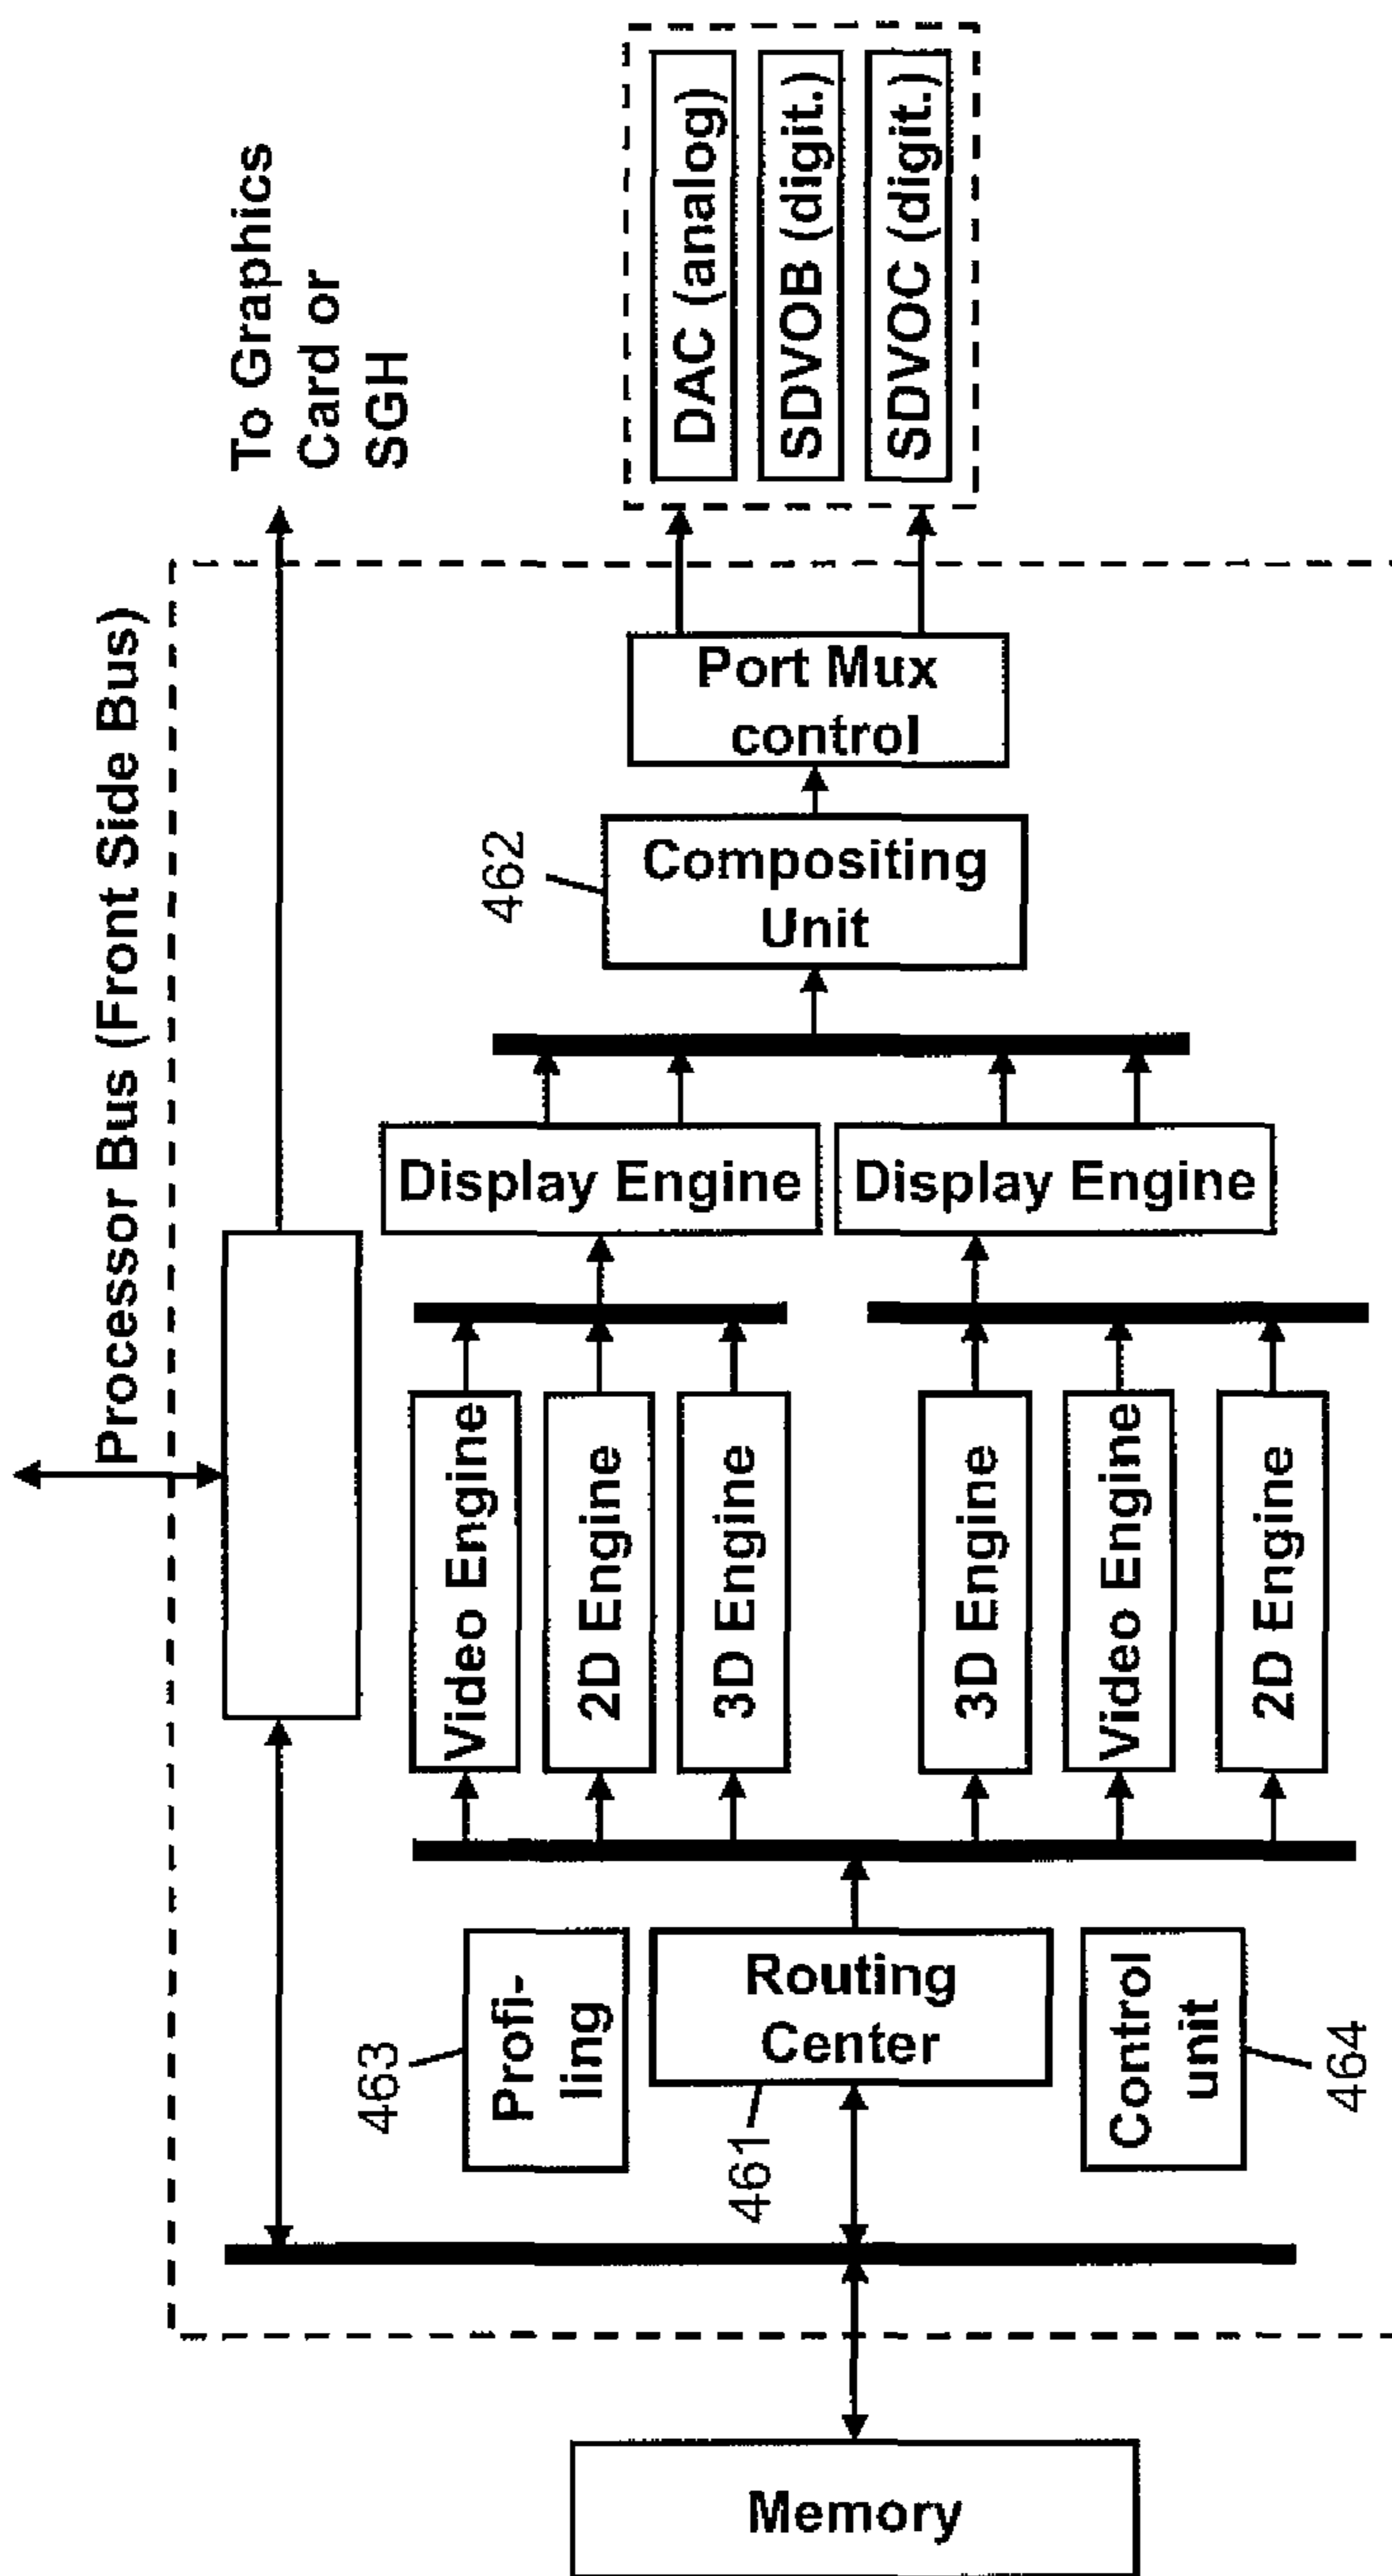 Processor Bus (Front Side Bus)
To Graphics
Card or
SGH
DAC (analog)
SDVOB (digit.)
SDVOC (digit.)
Port Mux
control
462
Compositing
Unit
Display Engine
Display Engine
Video Engine
2D Engine
3D Engine
3D Engine
Video Engine
2D Engine
463
Profi-
ling
461
Routing
Center
Control
unit
464
Memory